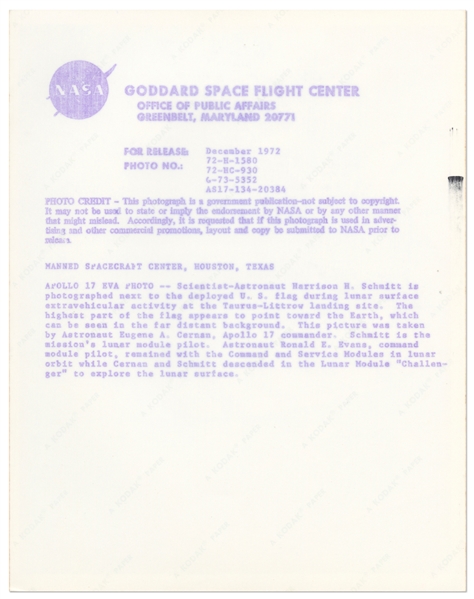 NASA
GODDARD SPACE FLIGHT CENTER
OFFICE OF PUBLIC AFFAIRS
GREENBELT, MARYLAND 20771
FOR RELEASE: December 1972
PHOTO NO.: 72-H-1580
72-HC-930
G-73-5352
AS17-134-20384
PHOTO CREDIT - This photograph is a government publication-not subject to copyright.
It may not be used to state or imply the endorsement by NASA or by any other manner
that might mislead. Accordingly, it is requested that if this photograph is used in adver-
tising and other commercial promotions, layout and copy be submitted to NASA prior to
release.
MANNED SPACECRAFT CENTER, HOUSTON, TEXAS
APOLLO 17 EVA PHOTO -- Scientist-Astronaut Harrison H. Schmitt is
photographed next to the deployed U. S. flag during lunar surface
extravehicular activity at the Taurus-Littrow landing site. The
highest part of the flag appears to point toward the Earth, which
can be seen in the far distant background. This picture was taken
by Astronaut Eugene A. Cernan, Apollo 17 commander. Schmitt is the
mission's lunar module pilot. Astronaut Ronald E. Evans, command
module pilot, remained with the Command and Service Modules in lunar
orbit while Cernan and Schmitt descended in the Lunar Module "Challen-
ger" to explore the lunar surface.